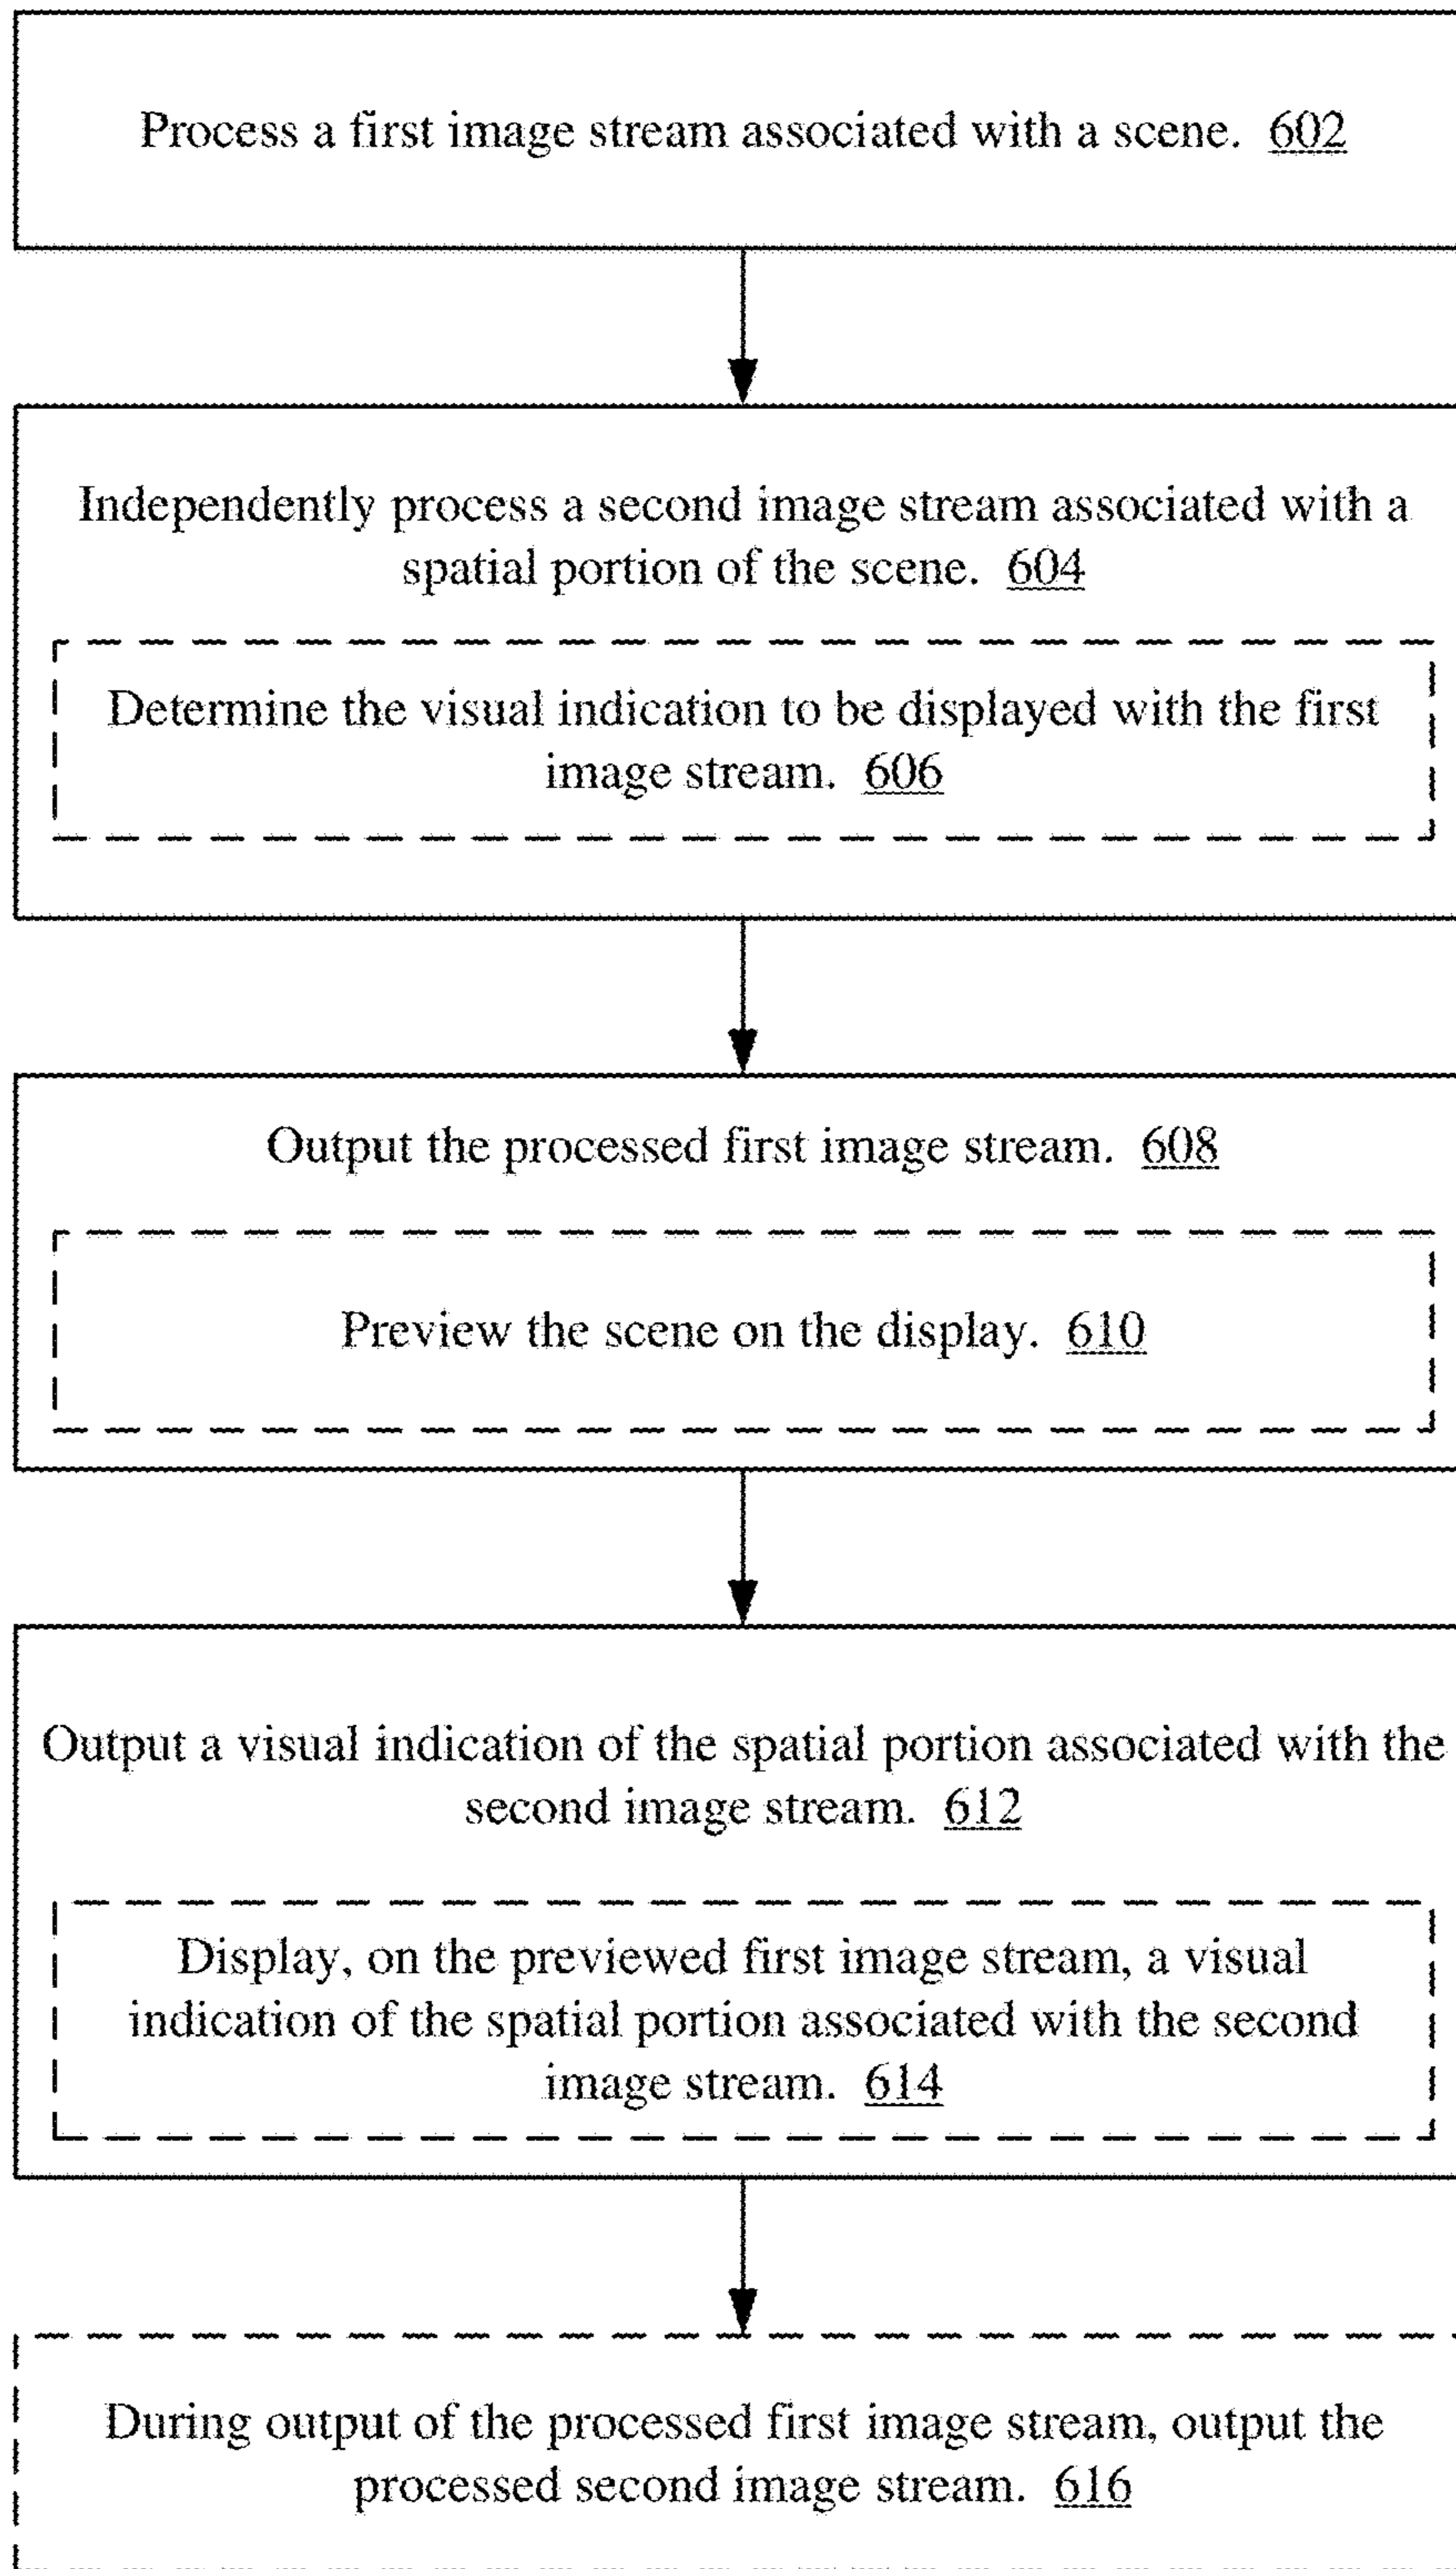 Process a first image stream associated with a scene. 602
Independently process a second image stream associated with a
spatial portion of the scene. 604
Determine the visual indication to be displayed with the first
image stream. 606
Output the processed first image stream. 608
Preview the scene on the display. 610
Output a visual indication of the spatial portion associated with the
second image stream. 612
Display, on the previewed first image stream, a visual
indication of the spatial portion associated with the second
image stream. 614
During output of the processed first image stream, output the
processed second image stream. 616